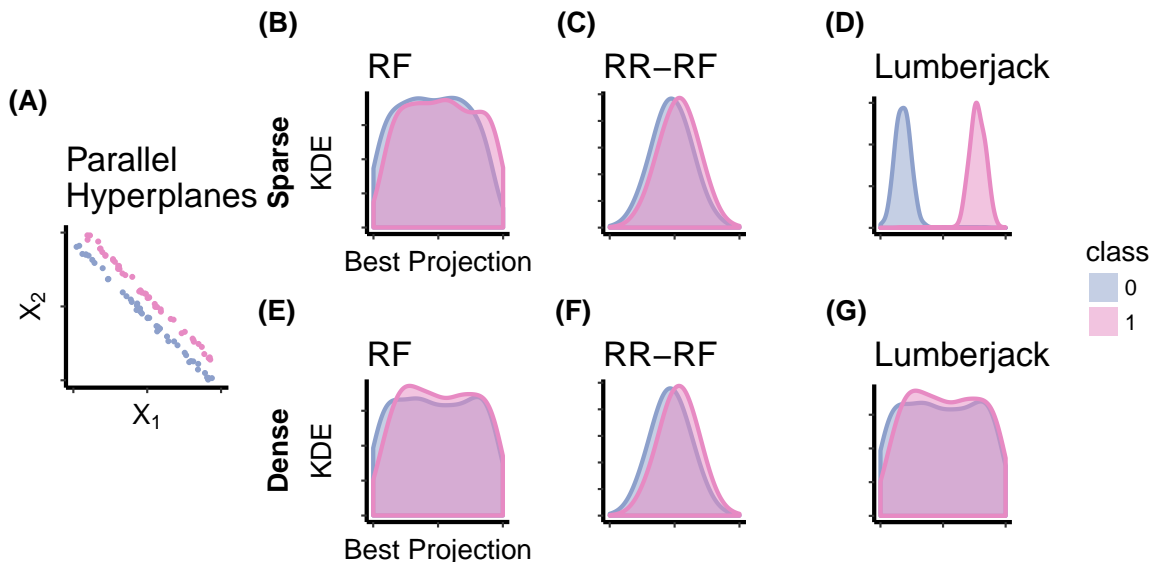 (A)
Parallel
Hyperplanes
X2
X1
(B)
RF
Sparse
KDE
Best Projection
(C)
RR−RF
(D)
Lumberjack
(E)
RF
Dense
KDE
Best Projection
(F)
RR−RF
(G)
Lumberjack
class
0
1